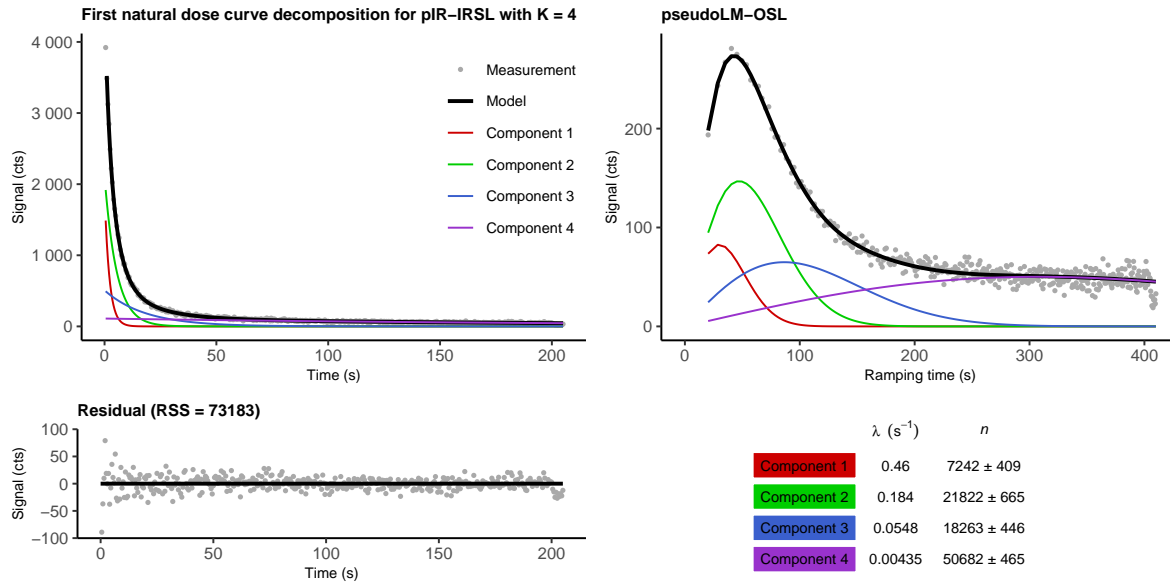 First natural dose curve decomposition for pIR−IRSL with K = 4
4 000
3 000
2 000
1 000
0
Signal (cts)
0 50 100 150 200
Time (s)
Measurement
Model
Component 1
Component 2
Component 3
Component 4
pseudoLM−OSL
200
100
0
Signal (cts)
0 100 200 300 400
Ramping time (s)
Residual (RSS = 73183)
100
50
0
−50
−100
Signal (cts)
0 50 100 150 200
Time (s)
λ (s⁻¹) n
Component 1 0.46 7242 ± 409
Component 2 0.184 21822 ± 665
Component 3 0.0548 18263 ± 446
Component 4 0.00435 50682 ± 465